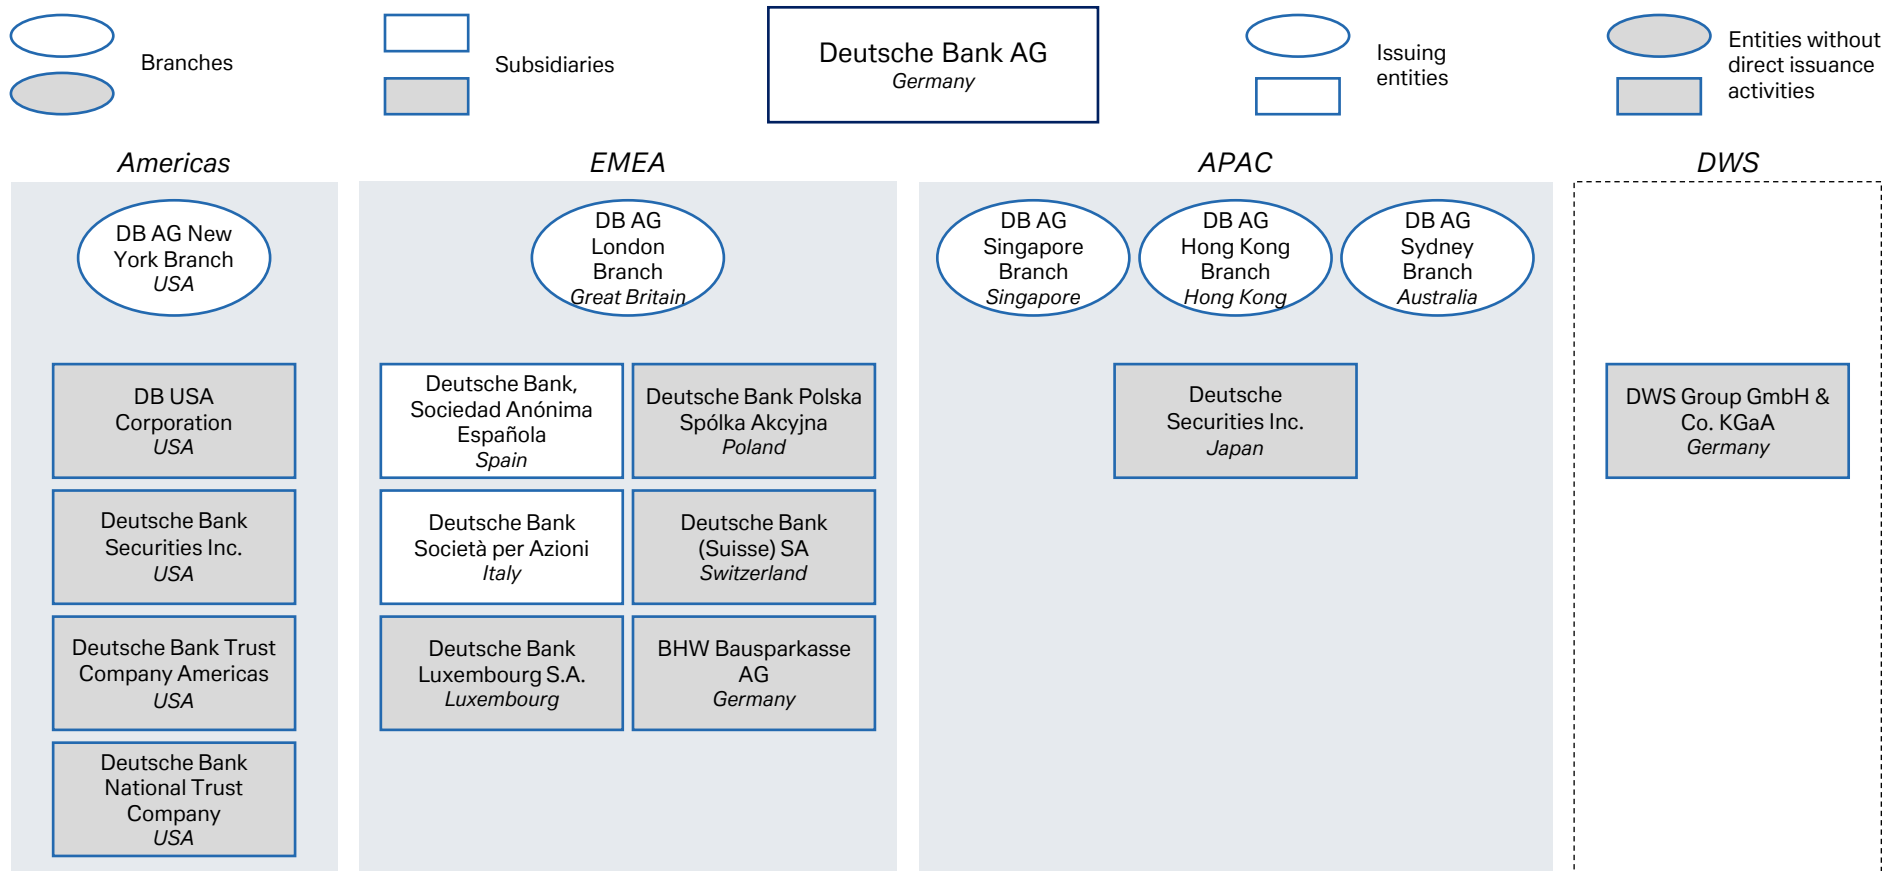 Branches
Subsidiaries
Deutsche Bank AG
Germany
Issuing
entities
Entities without
direct issuance
activities
Americas
DB AG New
York Branch
USA
DB USA
Corporation
USA
Deutsche Bank
Securities Inc.
USA
Deutsche Bank Trust
Company Americas
USA
Deutsche Bank
National Trust
Company
USA
EMEA
DB AG
London
Branch
Great Britain
Deutsche Bank,
Sociedad Anónima
Española
Spain
Deutsche Bank Polska
Spólka Akcyjna
Poland
Deutsche Bank
Società per Azioni
Italy
Deutsche Bank
(Suisse) SA
Switzerland
Deutsche Bank
Luxembourg S.A.
Luxembourg
BHW Bausparkasse
AG
Germany
APAC
DB AG
Singapore
Branch
Singapore
DB AG
Hong Kong
Branch
Hong Kong
DB AG
Sydney
Branch
Australia
Deutsche
Securities Inc.
Japan
DWS
DWS Group GmbH &
Co. KGaA
Germany